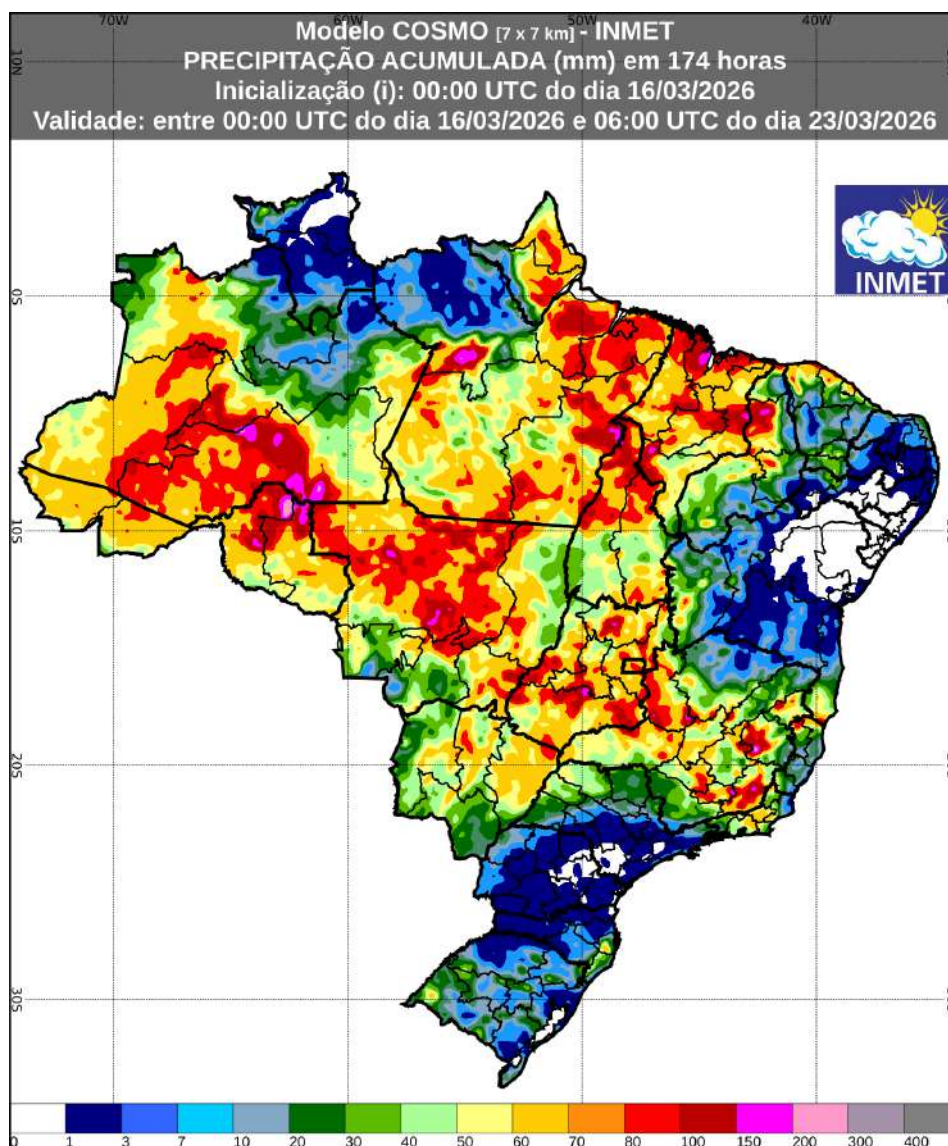 70W 60W 50W 40W
Modelo COSMO [7 x 7 km] - INMET
PRECIPITAÇÃO ACUMULADA (mm) em 174 horas
Inicialização (i): 00:00 UTC do dia 16/03/2026
Validade: entre 00:00 UTC do dia 16/03/2026 e 06:00 UTC do dia 23/03/2026
10N
INMET
0S
10S
20S
30S
0 1 3 7 10 20 30 40 50 60 70 80 100 150 200 300 400